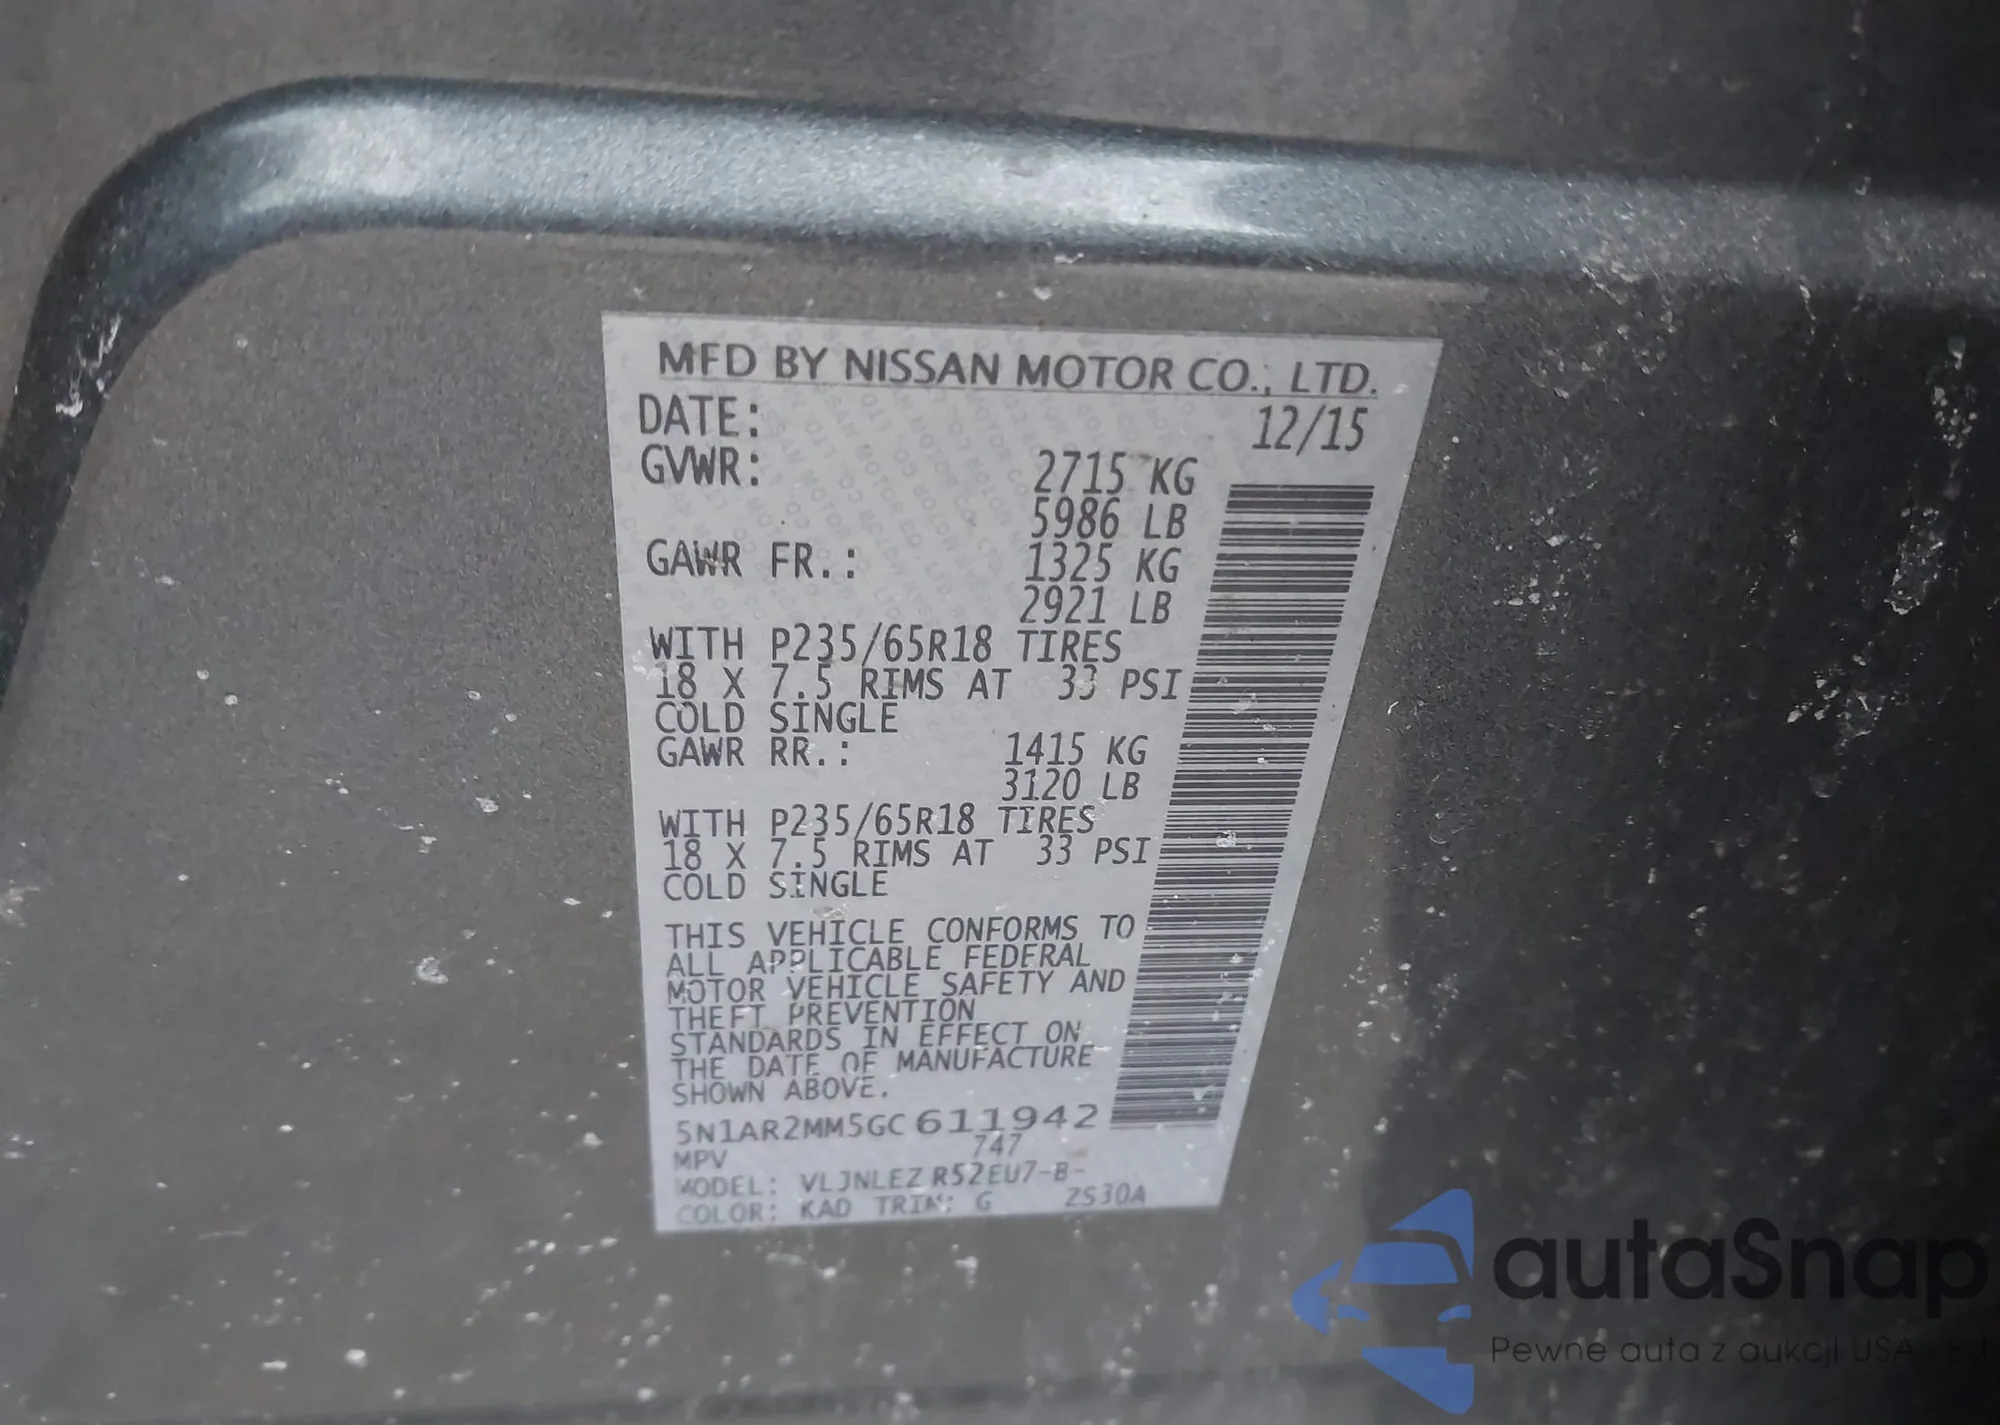 MFD BY NISSAN MOTOR CO., LTD.
DATE: 12/15
GVWR: 2715 KG
5986 LB
GAWR FR.: 1325 KG
2921 LB
WITH P235/65R18 TIRES
18 X 7.5 RIMS AT 33 PSI
COLD SINGLE
GAWR RR.: 1415 KG
3120 LB
WITH P235/65R18 TIRES
18 X 7.5 RIMS AT 33 PSI
COLD SINGLE
THIS VEHICLE CONFORMS TO
ALL APPLICABLE FEDERAL
MOTOR VEHICLE SAFETY AND
THEFT PREVENTION
STANDARDS IN EFFECT ON
THE DATE OF MANUFACTURE
SHOWN ABOVE.
5N1AR2MM5GC611942
MPV 747
MODEL: VLJNLEZ R52EU7-B-
COLOR: KAD TRIM: G ZS30A
autaSnap
Pewne auta z aukcji USA